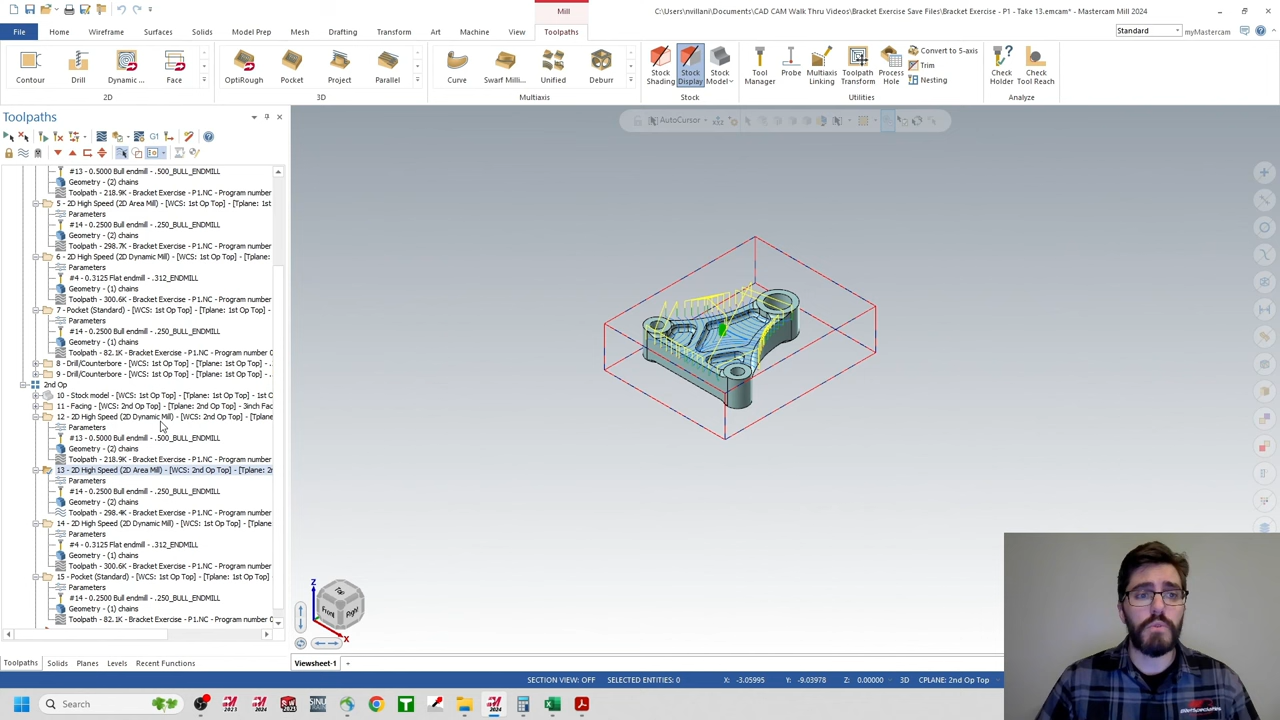 Mill
C:\Users\nvillani\Documents\CAD CAM Walk Thru Videos\Bracket Exercise Save Files\Bracket Exercise - P1 - Take 13.emcam* - Mastercam Mill 2024
File Home Wireframe Surfaces Solids Model Prep Mesh Drafting Transform Art Machine View Toolpaths
Standard myMastercam
Contour Drill Dynamic ... Face
2D
OptiRough Pocket Project Parallel
3D
Curve Swarf Milli... Unified Deburr
Multiaxis
Stock Shading Stock Display Stock Model
Stock
Tool Manager Probe Multiaxis Linking Toolpath Transform Process Hole
Convert to 5-axis
Trim
Nesting
Utilities
Check Holder Check Tool Reach
Analyze
Toolpaths
AutoCursor
G1
#13 - 0.5000 Bull endmill - .500_BULL_ENDMILL
Geometry - (2) chains
Toolpath - 218.9K - Bracket Exercise - P1.NC - Program number
5 - 2D High Speed (2D Area Mill) - [WCS: 1st Op Top] - [Tplane: 1st
Parameters
#14 - 0.2500 Bull endmill - .250_BULL_ENDMILL
Geometry - (2) chains
Toolpath - 298.7K - Bracket Exercise - P1.NC - Program number
6 - 2D High Speed (2D Dynamic Mill) - [WCS: 1st Op Top] - [Tplane:
Parameters
#4 - 0.3125 Flat endmill - .312_ENDMILL
Geometry - (1) chains
Toolpath - 300.6K - Bracket Exercise - P1.NC - Program number
7 - Pocket (Standard) - [WCS: 1st Op Top] - [Tplane: 1st Op Top]
Parameters
#14 - 0.2500 Bull endmill - .250_BULL_ENDMILL
Geometry - (1) chains
Toolpath - 82.1K - Bracket Exercise - P1.NC - Program number 0
8 - Drill/Counterbore - [WCS: 1st Op Top] - [Tplane: 1st Op Top] -
9 - Drill/Counterbore - [WCS: 1st Op Top] - [Tplane: 1st Op Top] -
2nd Op
10 - Stock model - [WCS: 1st Op Top] - [Tplane: 1st Op Top] - 1st O
11 - Facing - [WCS: 2nd Op Top] - [Tplane: 2nd Op Top] - 3inch Fac
12 - 2D High Speed (2D Dynamic Mill) - [WCS: 2nd Op Top] - [Tplane
Parameters
#13 - 0.5000 Bull endmill - .500_BULL_ENDMILL
Geometry - (2) chains
Toolpath - 218.9K - Bracket Exercise - P1.NC - Program number
13 - 2D High Speed (2D Area Mill) - [WCS: 2nd Op Top] - [Tplane: 2n
Parameters
#14 - 0.2500 Bull endmill - .250_BULL_ENDMILL
Geometry - (2) chains
Toolpath - 298.4K - Bracket Exercise - P1.NC - Program number
14 - 2D High Speed (2D Dynamic Mill) - [WCS: 1st Op Top] - [Tplane:
Parameters
#4 - 0.3125 Flat endmill - .312_ENDMILL
Geometry - (1) chains
Toolpath - 300.6K - Bracket Exercise - P1.NC - Program number
15 - Pocket (Standard) - [WCS: 1st Op Top] - [Tplane: 1st Op Top]
Parameters
#14 - 0.2500 Bull endmill - .250_BULL_ENDMILL
Geometry - (1) chains
Toolpath - 82.1K - Bracket Exercise - P1.NC - Program number 0
Z
Top
Front Right
X
Toolpaths Solids Planes Levels Recent Functions
Viewsheet-1 +
SECTION VIEW: OFF SELECTED ENTITIES: 0 X: -3.05995 Y: -9.03978 Z: 0.00000 3D CPLANE: 2nd Op Top
Search
2021 2024 2023 SINU TRAIN T 2024